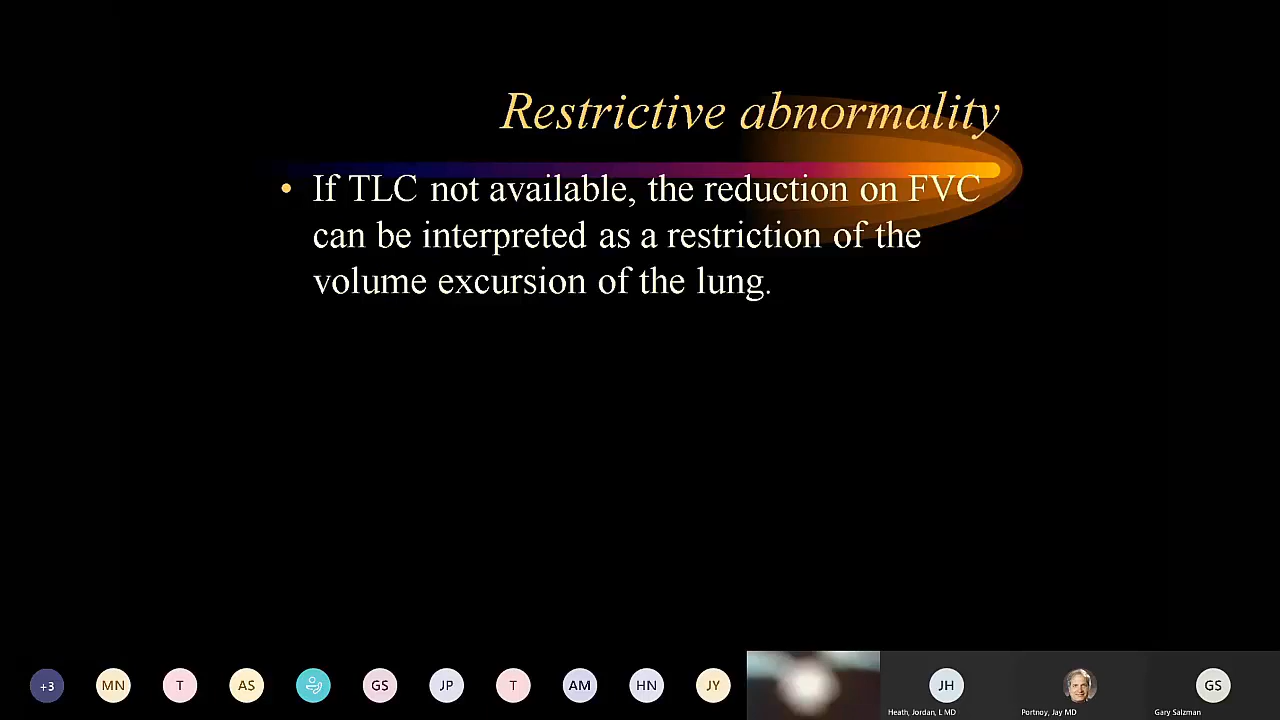 Restrictive abnormality
• If TLC not available, the reduction on FVC
can be interpreted as a restriction of the
volume excursion of the lung.
+3
MN
T
AS
GS
JP
T
AM
HN
JY
JH
GS
Heath, Jordan, L MD
Portnoy, Jay MD
Gary Salzman